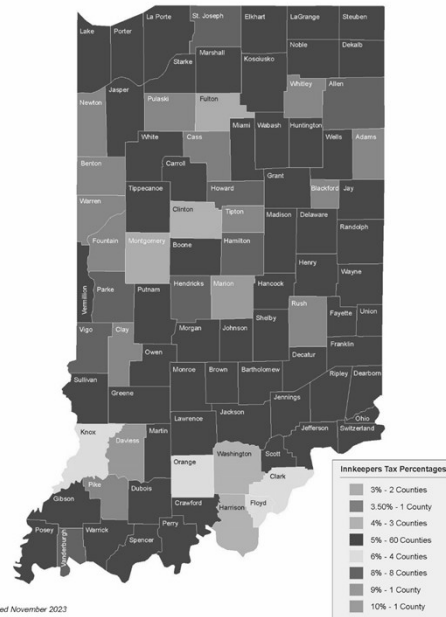 La Porte
St. Joseph
Elkhart
LaGrange
Steuben
Lake
Porter
Noble
Dekalb
Marshall
Starke
Kosciusko
Jasper
Newton
Pulaski
Fulton
Whitley
Allen
White
Cass
Miami
Wabash
Huntington
Wells
Adams
Benton
Carroll
Grant
Tippecanoe
Howard
Blackford
Jay
Warren
Clinton
Tipton
Madison
Delaware
Randolph
Fountain
Montgomery
Boone
Hamilton
Henry
Wayne
Vermillion
Parke
Putnam
Hendricks
Marion
Hancock
Rush
Fayette
Union
Shelby
Vigo
Clay
Morgan
Johnson
Franklin
Owen
Decatur
Monroe
Brown
Bartholomew
Ripley
Dearborn
Sullivan
Greene
Jennings
Ohio
Jackson
Lawrence
Jefferson
Switzerland
Knox
Daviess
Martin
Washington
Scott
Orange
Clark
Pike
Dubois
Floyd
Gibson
Crawford
Harrison
Perry
Posey
Vanderburgh
Warrick
Spencer
Innkeepers Tax Percentages
3% - 2 Counties
3.50% - 1 County
4% - 3 Counties
5% - 60 Counties
6% - 4 Counties
8% - 8 Counties
9% - 1 County
10% - 1 County
November 2023